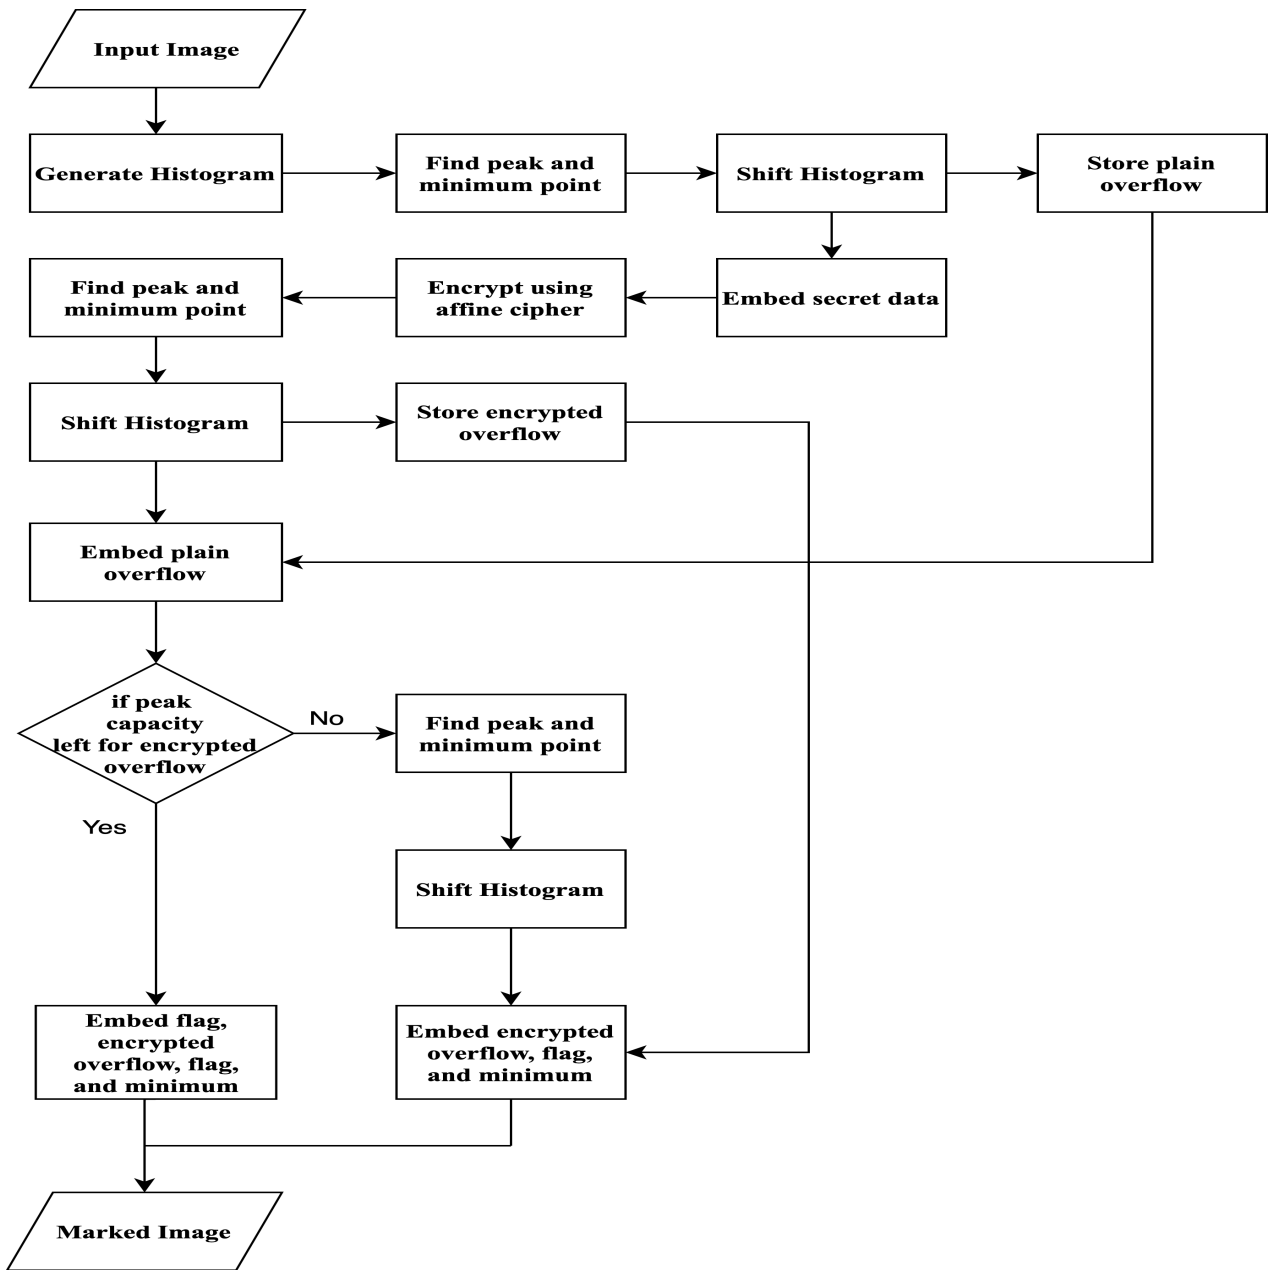 Input Image
Generate Histogram
Find peak and
minimum point
Shift Histogram
Store plain
overflow
Find peak and
minimum point
Encrypt using
affine cipher
Embed secret data
Shift Histogram
Store encrypted
overflow
Embed plain
overflow
if peak
capacity
left for encrypted
overflow
No
Find peak and
minimum point
Yes
Shift Histogram
Embed flag,
encrypted
overflow, flag,
and minimum
Embed encrypted
overflow, flag,
and minimum
Marked Image